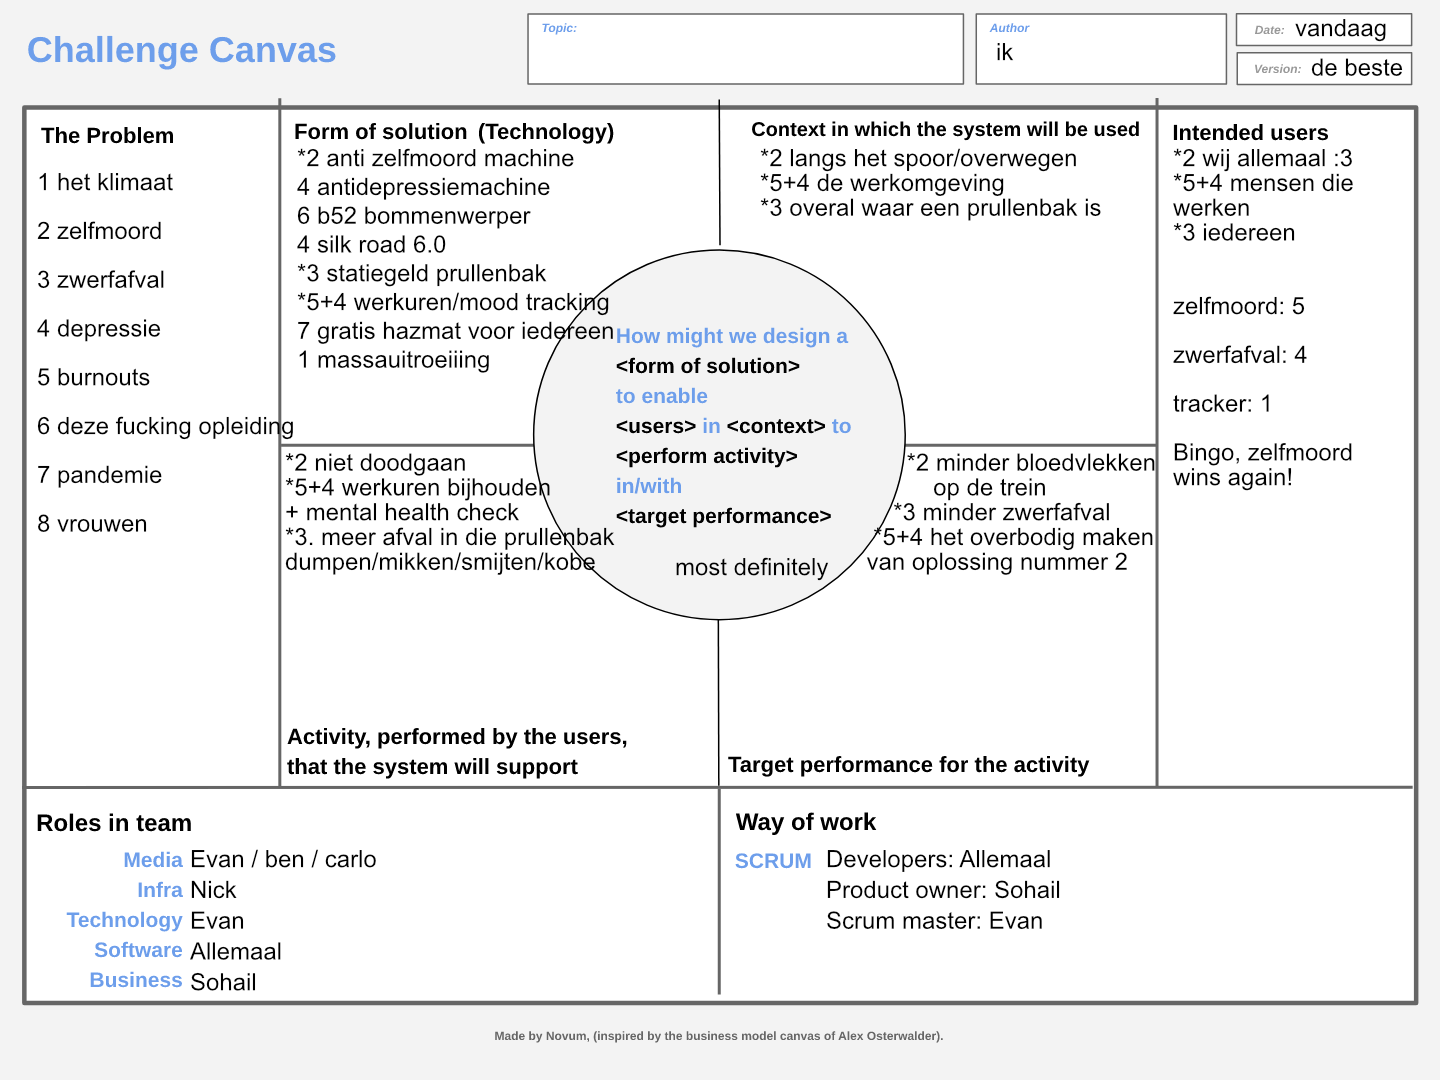 Challenge Canvas
Topic:
Author
ik
Date: vandaag
Version: de beste
The Problem
1 het klimaat
2 zelfmoord
3 zwerfafval
4 depressie
5 burnouts
6 deze fucking opleiding
7 pandemie
8 vrouwen
Form of solution (Technology)
*2 anti zelfmoord machine
4 antidepressiemachine
6 b52 bommenwerper
4 silk road 6.0
*3 statiegeld prullenbak
*5+4 werkuren/mood tracking
7 gratis hazmat voor iedereen
1 massauitroeiiing
Context in which the system will be used
*2 langs het spoor/overwegen
*5+4 de werkomgeving
*3 overal waar een prullenbak is
Intended users
*2 wij allemaal :3
*5+4 mensen die
werken
*3 iedereen
zelfmoord: 5
zwerfafval: 4
tracker: 1
Bingo, zelfmoord
wins again!
How might we design a
<form of solution>
to enable
<users> in <context> to
<perform activity>
in/with
<target performance>
most definitely
*2 niet doodgaan
*5+4 werkuren bijhouden
+ mental health check
*3. meer afval in die prullenbak
dumpen/mikken/smijten/kobe
Activity, performed by the users,
that the system will support
*2 minder bloedvlekken
op de trein
*3 minder zwerfafval
*5+4 het overbodig maken
van oplossing nummer 2
Target performance for the activity
Roles in team
Media Evan / ben / carlo
Infra Nick
Technology Evan
Software Allemaal
Business Sohail
Way of work
SCRUM Developers: Allemaal
Product owner: Sohail
Scrum master: Evan
Made by Novum, (inspired by the business model canvas of Alex Osterwalder).